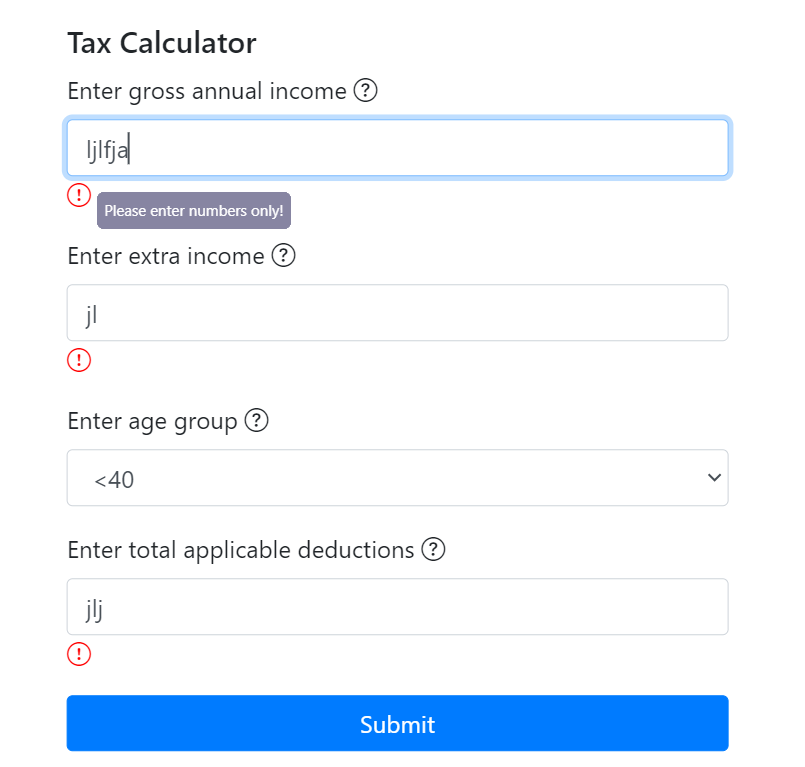 Tax Calculator
Enter gross annual income ?
ljlfja
! Please enter numbers only!
Enter extra income ?
jl
!
Enter age group ?
<40
Enter total applicable deductions ?
jlj
!
Submit